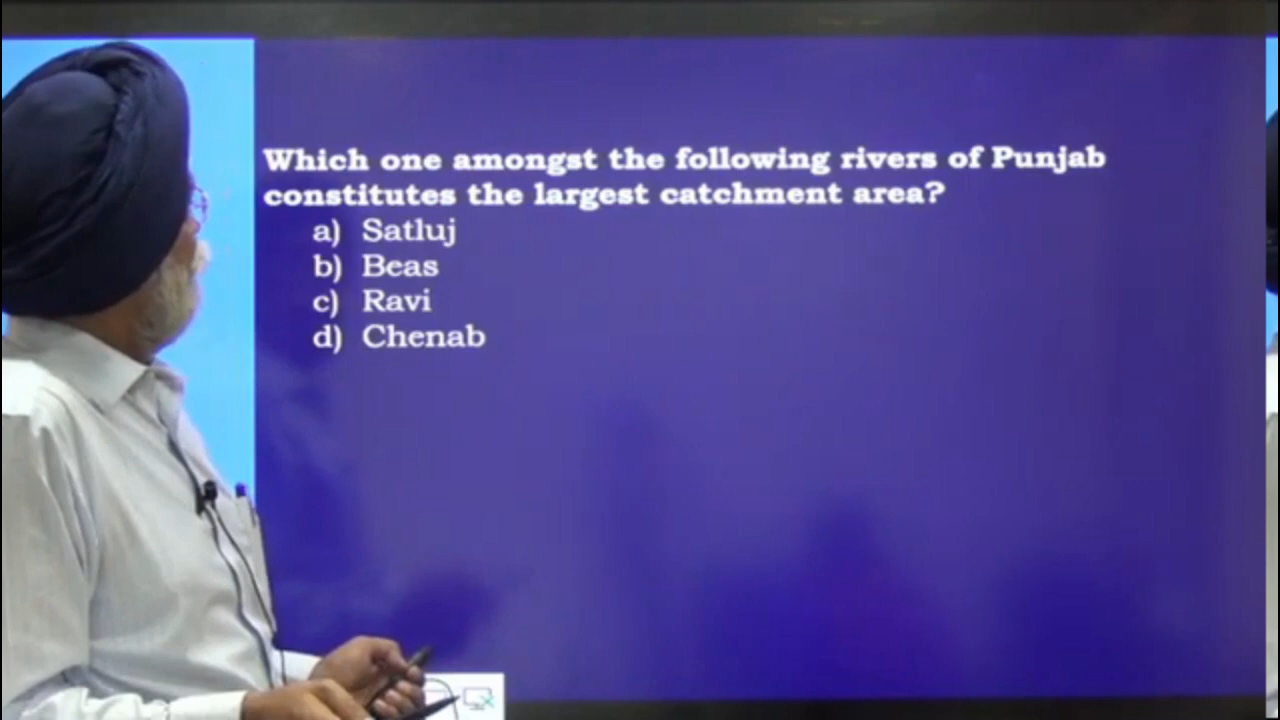 Which one amongst the following rivers of Punjab
constitutes the largest catchment area?
a) Satluj
b) Beas
c) Ravi
d) Chenab